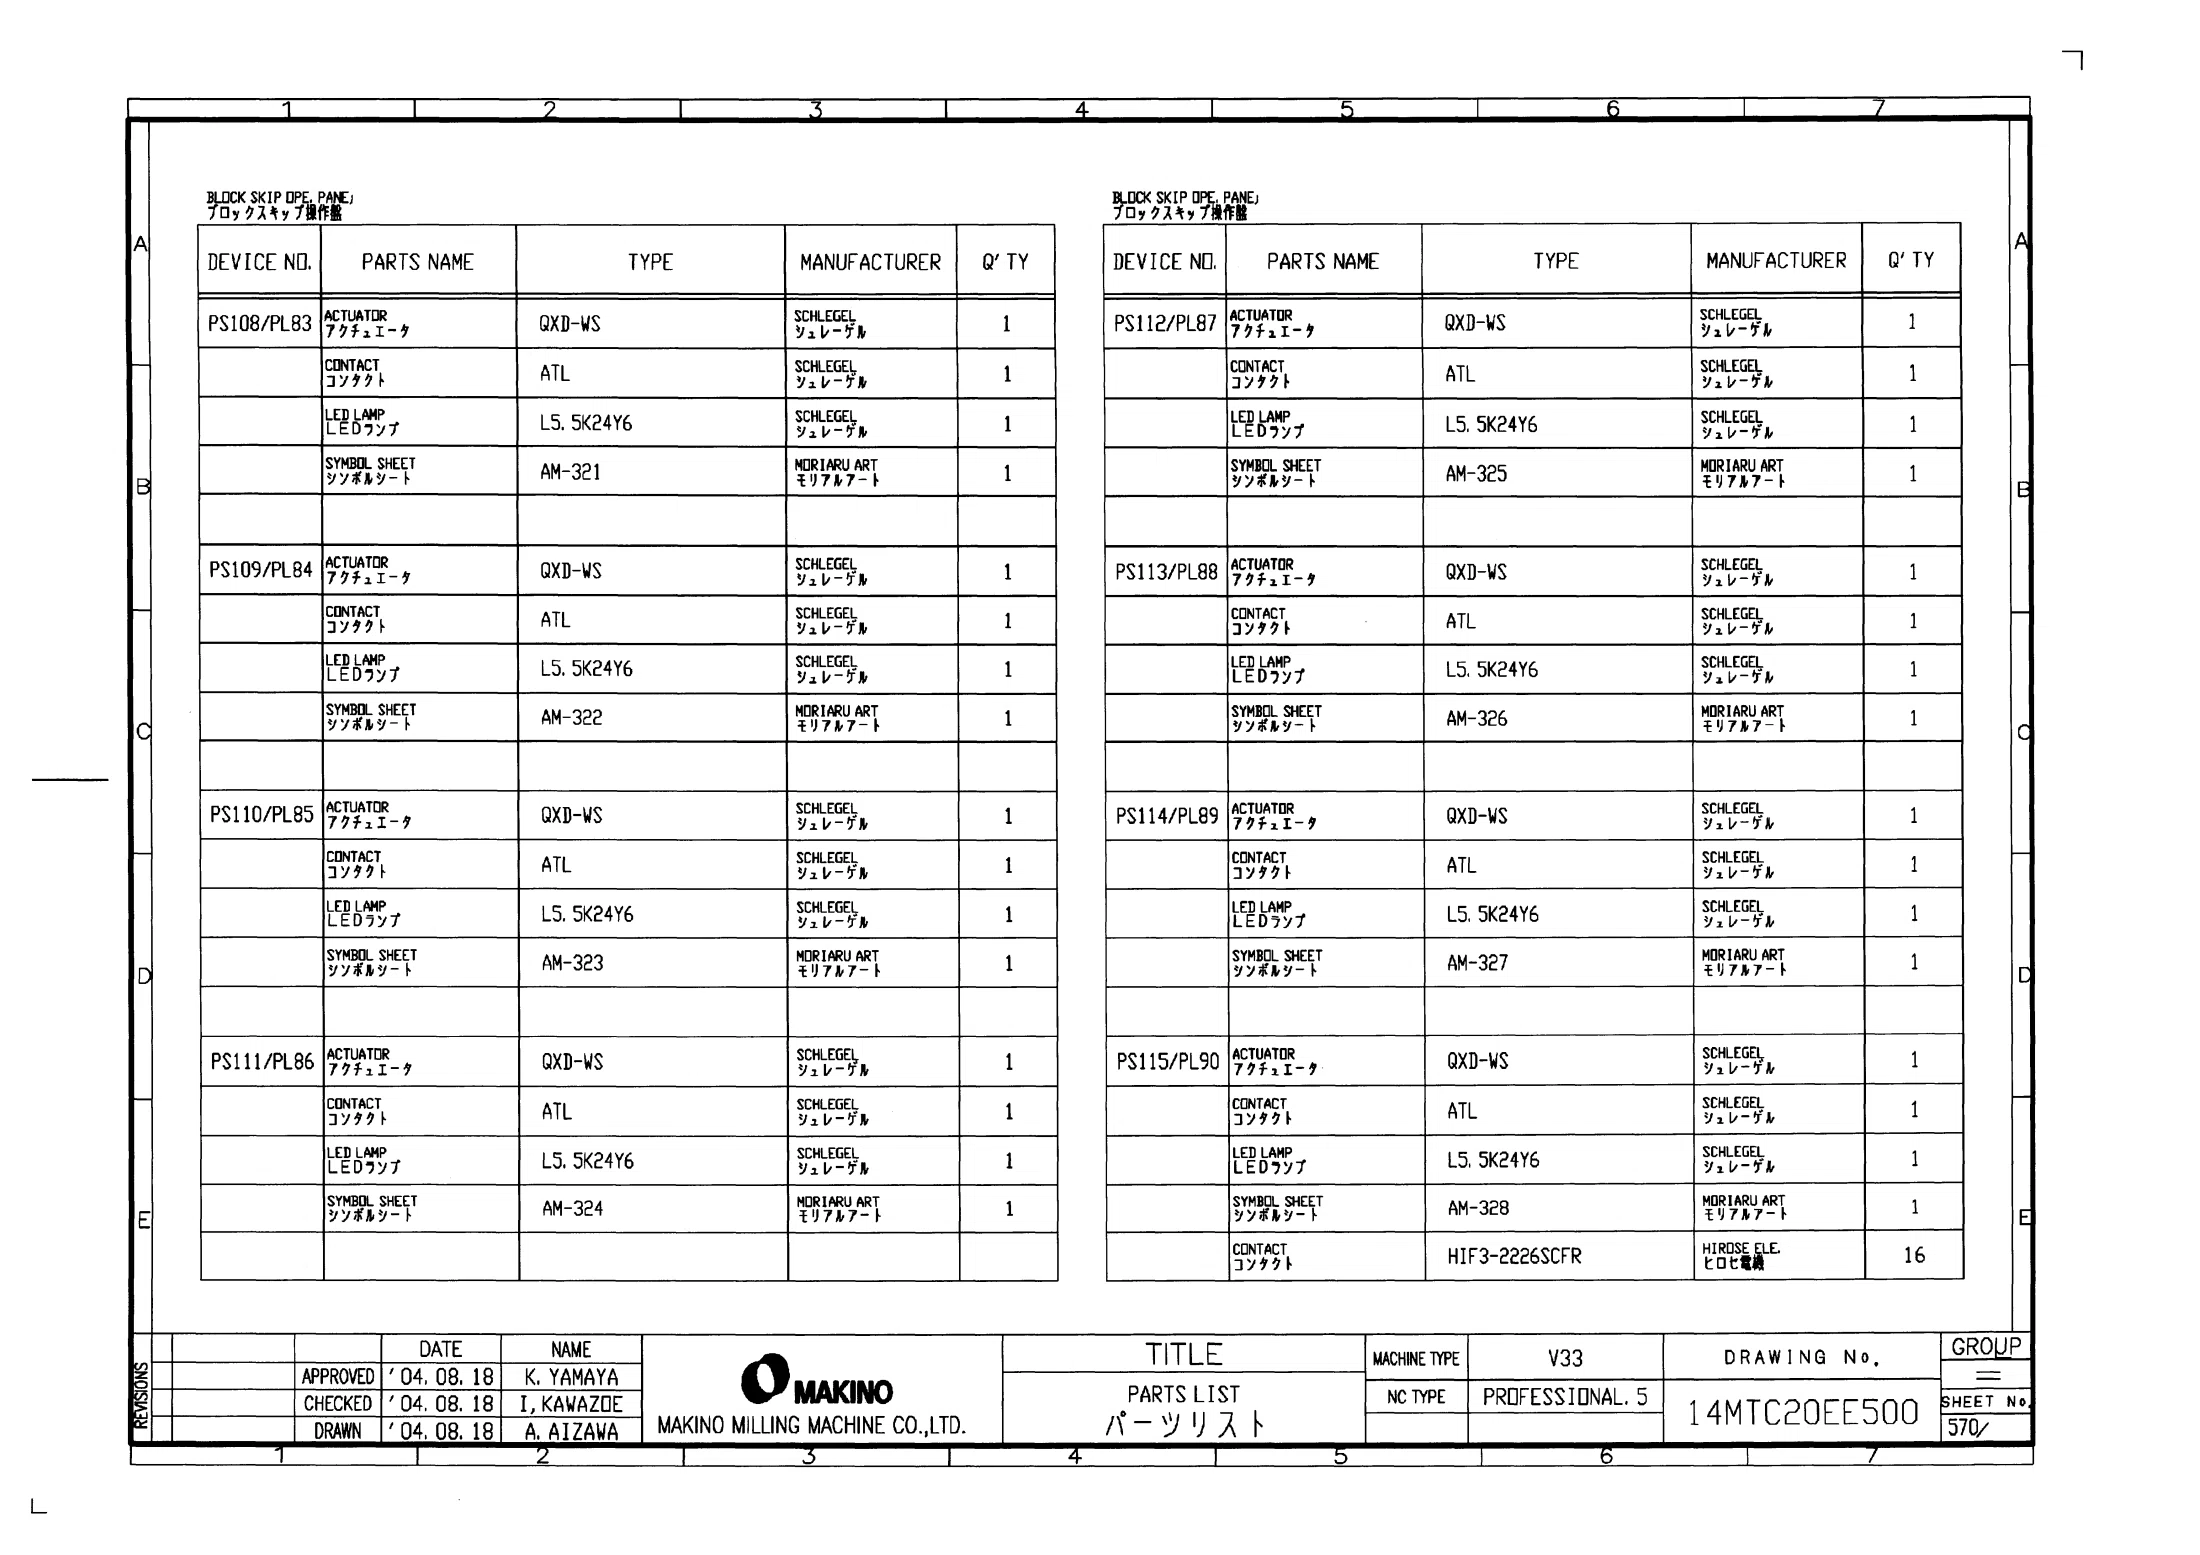 1 2 3 4 5 6 7
BLOCK SKIP OPE. PANE;
ブロックスキップ操作盤
DEVICE NO. PARTS NAME TYPE MANUFACTURER Q' TY
PS108/PL83 ACTUATOR QXD-WS SCHLEGEL 1
アクチュエータ シュレーゲル
CONTACT ATL SCHLEGEL 1
コンタクト シュレーゲル
LED LAMP L5. 5K24Y6 SCHLEGEL 1
LEDランプ シュレーゲル
SYMBOL SHEET AM-321 MORIARU ART 1
シンボルシート モリアルアート
PS109/PL84 ACTUATOR QXD-WS SCHLEGEL 1
アクチュエータ シュレーゲル
CONTACT ATL SCHLEGEL 1
コンタクト シュレーゲル
LED LAMP L5. 5K24Y6 SCHLEGEL 1
LEDランプ シュレーゲル
SYMBOL SHEET AM-322 MORIARU ART 1
シンボルシート モリアルアート
PS110/PL85 ACTUATOR QXD-WS SCHLEGEL 1
アクチュエータ シュレーゲル
CONTACT ATL SCHLEGEL 1
コンタクト シュレーゲル
LED LAMP L5. 5K24Y6 SCHLEGEL 1
LEDランプ シュレーゲル
SYMBOL SHEET AM-323 MORIARU ART 1
シンボルシート モリアルアート
PS111/PL86 ACTUATOR QXD-WS SCHLEGEL 1
アクチュエータ シュレーゲル
CONTACT ATL SCHLEGEL 1
コンタクト シュレーゲル
LED LAMP L5. 5K24Y6 SCHLEGEL 1
LEDランプ シュレーゲル
SYMBOL SHEET AM-324 MORIARU ART 1
シンボルシート モリアルアート
BLOCK SKIP OPE. PANE;
ブロックスキップ操作盤
DEVICE NO. PARTS NAME TYPE MANUFACTURER Q' TY
PS112/PL87 ACTUATOR QXD-WS SCHLEGEL 1
アクチュエータ シュレーゲル
CONTACT ATL SCHLEGEL 1
コンタクト シュレーゲル
LED LAMP L5. 5K24Y6 SCHLEGEL 1
LEDランプ シュレーゲル
SYMBOL SHEET AM-325 MORIARU ART 1
シンボルシート モリアルアート
PS113/PL88 ACTUATOR QXD-WS SCHLEGEL 1
アクチュエータ シュレーゲル
CONTACT ATL SCHLEGEL 1
コンタクト シュレーゲル
LED LAMP L5. 5K24Y6 SCHLEGEL 1
LEDランプ シュレーゲル
SYMBOL SHEET AM-326 MORIARU ART 1
シンボルシート モリアルアート
PS114/PL89 ACTUATOR QXD-WS SCHLEGEL 1
アクチュエータ シュレーゲル
CONTACT ATL SCHLEGEL 1
コンタクト シュレーゲル
LED LAMP L5. 5K24Y6 SCHLEGEL 1
LEDランプ シュレーゲル
SYMBOL SHEET AM-327 MORIARU ART 1
シンボルシート モリアルアート
PS115/PL90 ACTUATOR QXD-WS SCHLEGEL 1
アクチュエータ シュレーゲル
CONTACT ATL SCHLEGEL 1
コンタクト シュレーゲル
LED LAMP L5. 5K24Y6 SCHLEGEL 1
LEDランプ シュレーゲル
SYMBOL SHEET AM-328 MORIARU ART 1
シンボルシート モリアルアート
CONTACT HIF3-2226SCFR HIROSE ELE. 16
コンタクト ヒロセ電機
A A
B B
C C
D D
E E
REVISIONS
DATE NAME
APPROVED '04. 08. 18 K. YAMAYA
CHECKED '04. 08. 18 I, KAWAZOE
DRAWN '04. 08. 18 A. AIZAWA
MAKINO
MAKINO MILLING MACHINE CO.,LTD.
TITLE
PARTS LIST
パーツリスト
MACHINE TYPE V33
NC TYPE PROFESSIONAL. 5
DRAWING No.
14MTC20EE500
GROUP
=
SHEET No.
570/
1 2 3 4 5 6 7